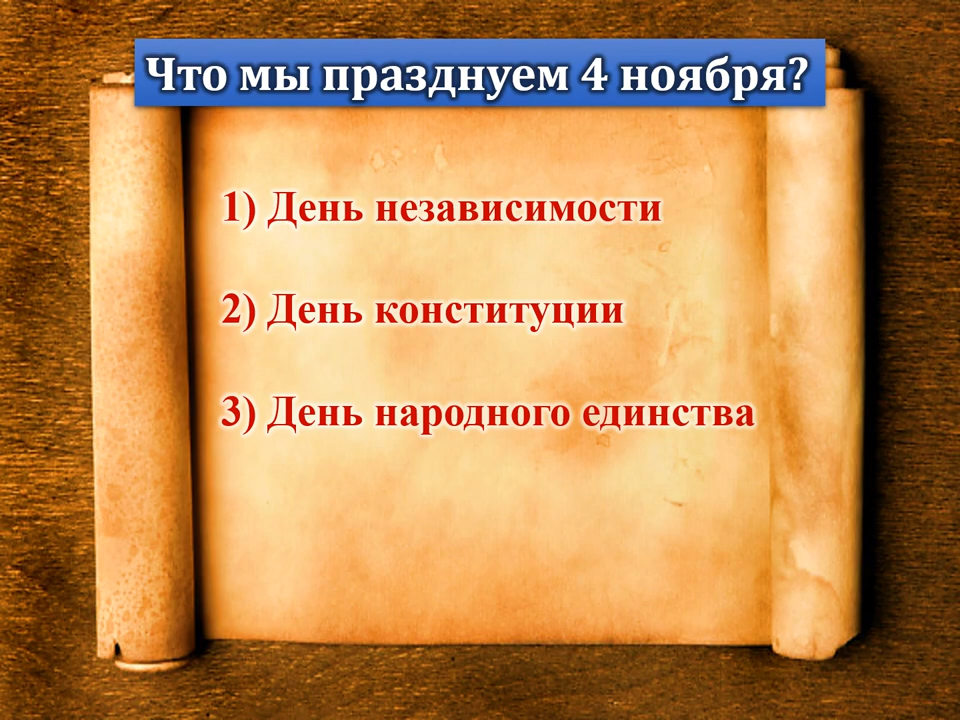 Что мы празднуем 4 ноября?
1) День независимости
2) День конституции
3) День народного единства